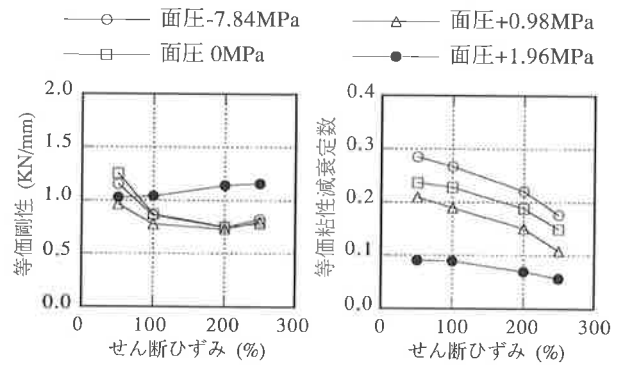 面圧-7.84MPa
面圧+0.98MPa
面圧 0MPa
面圧+1.96MPa
等価剛性 (KN/mm)
2.0
1.5
1.0
0.5
0.0
0 100 200 300
せん断ひずみ (%)
等価粘性減衰定数
0.4
0.3
0.2
0.1
0.0
0 100 200 300
せん断ひずみ (%)